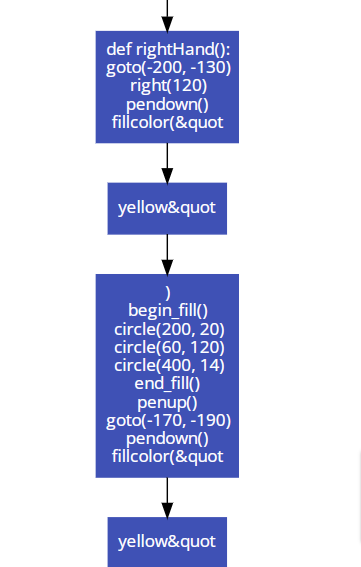 def rightHand():
goto(-200, -130)
right(120)
pendown()
fillcolor(&quot
yellow&quot
)
begin_fill()
circle(200, 20)
circle(60, 120)
circle(400, 14)
end_fill()
penup()
goto(-170, -190)
pendown()
fillcolor(&quot
yellow&quot